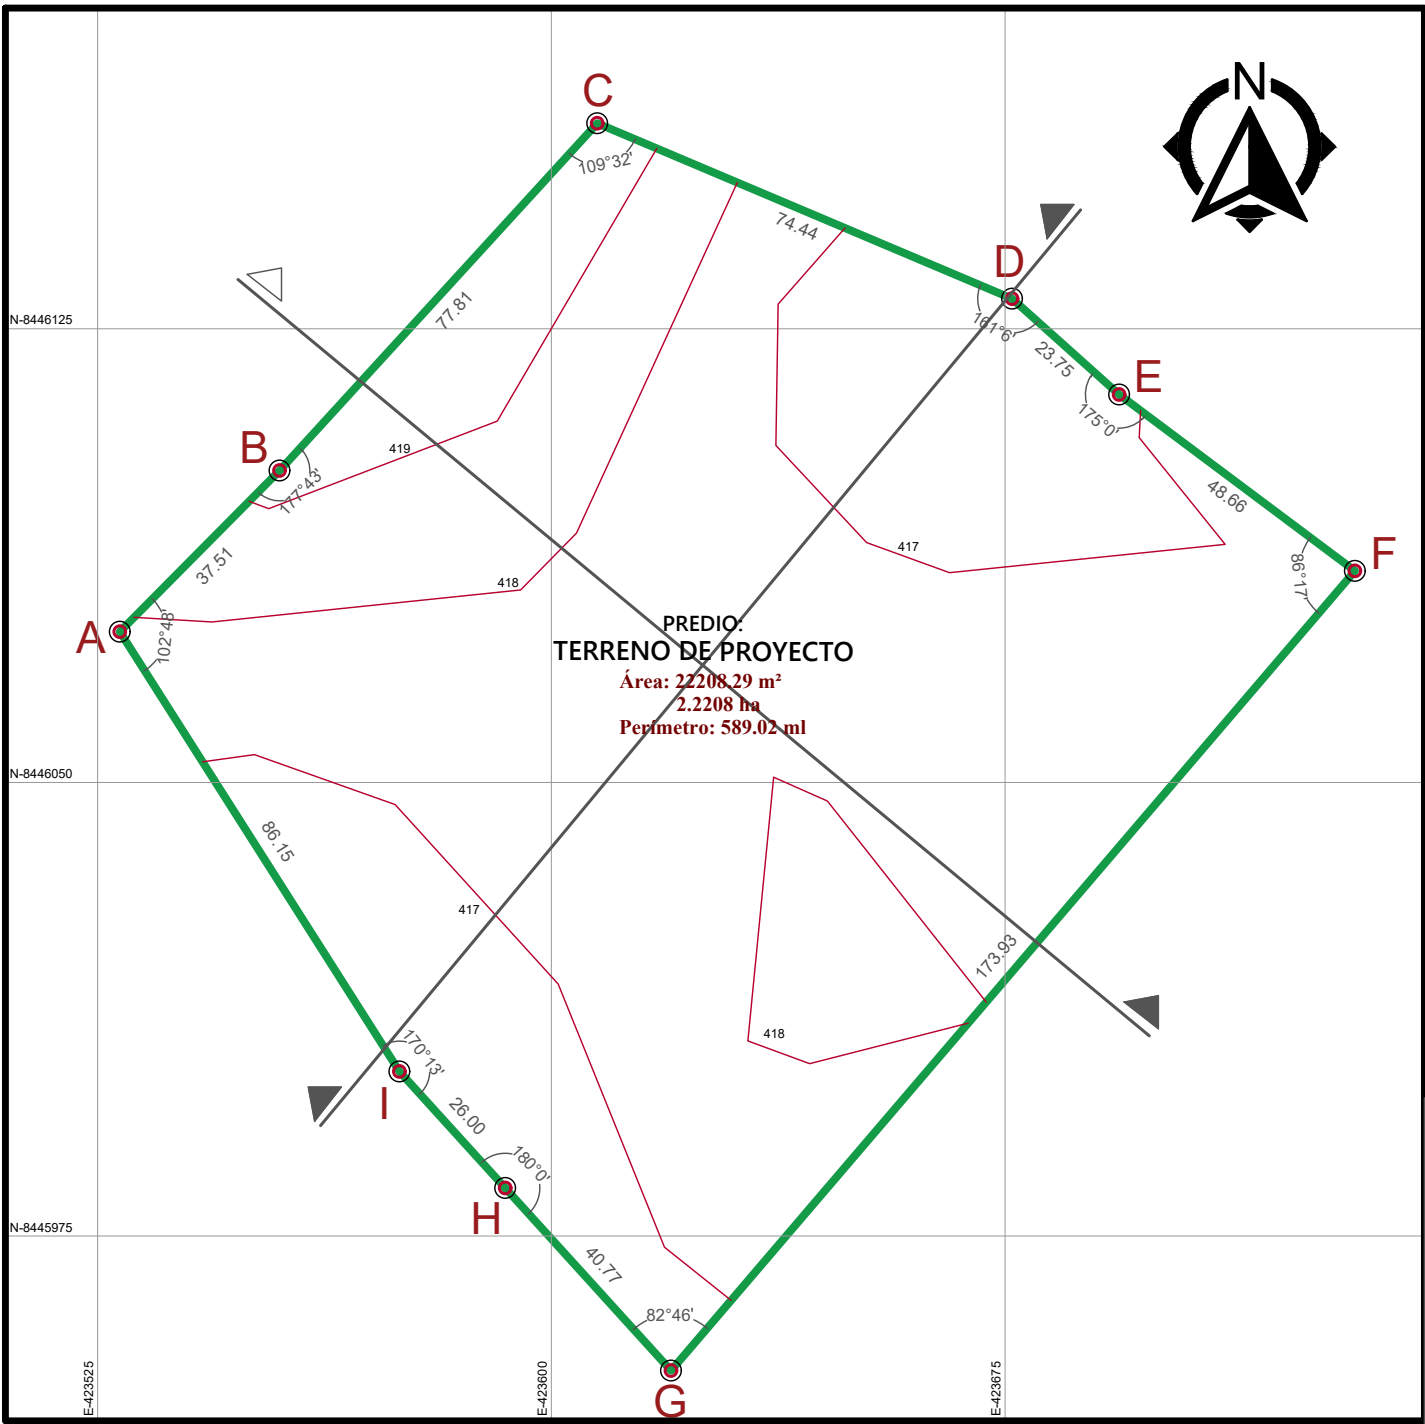 N
C
109°32'
74.44
D
161°6'
77.81
N-8446125
23.75
E
175°0'
B
177°43'
419
48.66
F
86°17'
417
37.51
418
A
102°48'
PREDIO:
TERRENO DE PROYECTO
Área: 22208.29 m²
2.2208 ha
Perímetro: 589.02 ml
N-8446050
86.15
417
173.93
418
170°13'
I
26.00
180°0'
H
N-8445975
40.77
82°46'
G
E-423525
E-423600
E-423675